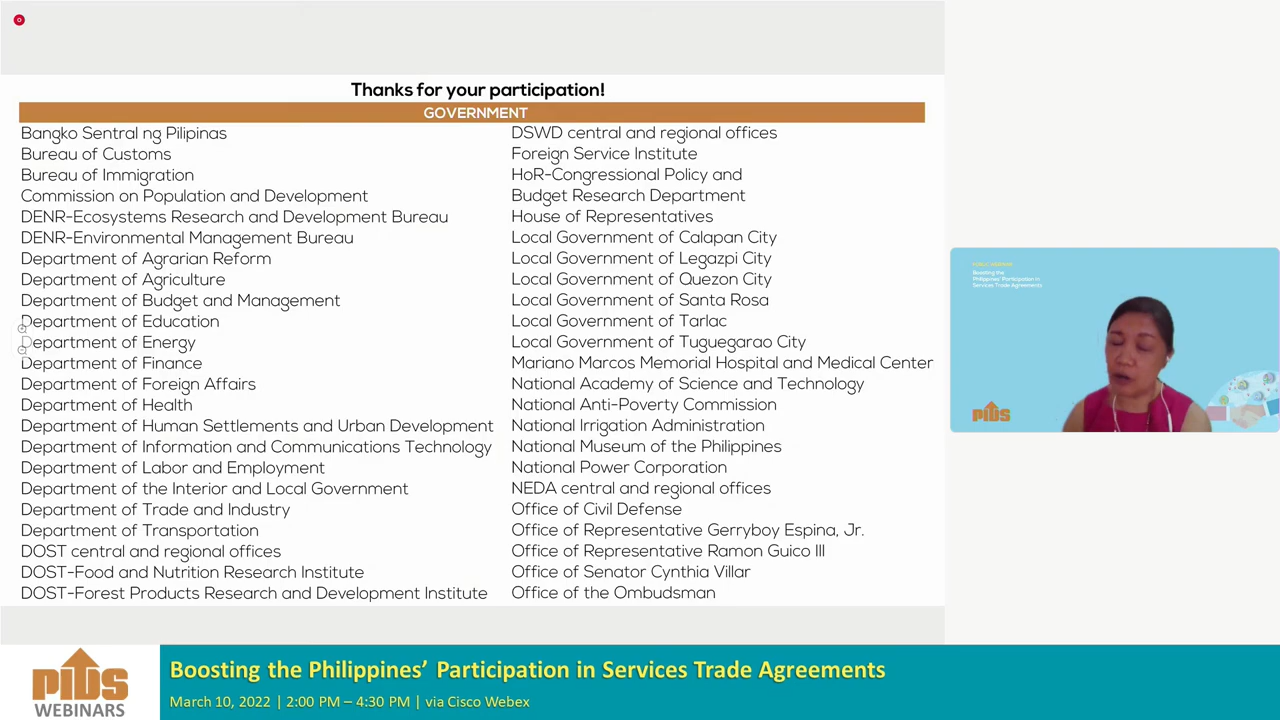 Thanks for your participation!
GOVERNMENT
Bangko Sentral ng Pilipinas
Bureau of Customs
Bureau of Immigration
Commission on Population and Development
DENR-Ecosystems Research and Development Bureau
DENR-Environmental Management Bureau
Department of Agrarian Reform
Department of Agriculture
Department of Budget and Management
Department of Education
Department of Energy
Department of Finance
Department of Foreign Affairs
Department of Health
Department of Human Settlements and Urban Development
Department of Information and Communications Technology
Department of Labor and Employment
Department of the Interior and Local Government
Department of Trade and Industry
Department of Transportation
DOST central and regional offices
DOST-Food and Nutrition Research Institute
DOST-Forest Products Research and Development Institute
DSWD central and regional offices
Foreign Service Institute
HoR-Congressional Policy and
Budget Research Department
House of Representatives
Local Government of Calapan City
Local Government of Legazpi City
Local Government of Quezon City
Local Government of Santa Rosa
Local Government of Tarlac
Local Government of Tuguegarao City
Mariano Marcos Memorial Hospital and Medical Center
National Academy of Science and Technology
National Anti-Poverty Commission
National Irrigation Administration
National Museum of the Philippines
National Power Corporation
NEDA central and regional offices
Office of Civil Defense
Office of Representative Gerryboy Espina, Jr.
Office of Representative Ramon Guico III
Office of Senator Cynthia Villar
Office of the Ombudsman
Boosting the
Philippines' Participation in
Services Trade Agreements
PIDS
PIDS
WEBINARS
Boosting the Philippines' Participation in Services Trade Agreements
March 10, 2022 | 2:00 PM – 4:30 PM | via Cisco Webex